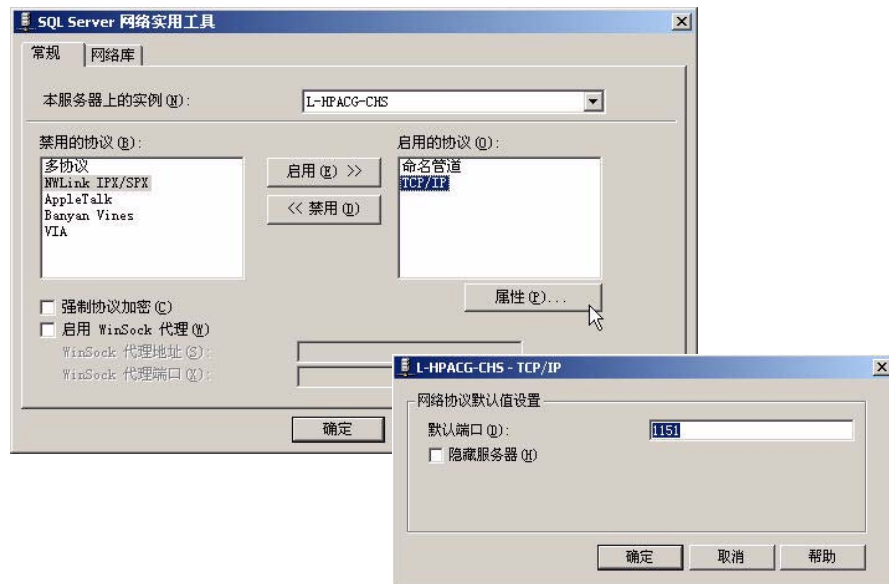 SQL Server 网络实用工具
常规
网络库
本服务器上的实例(N):
L-HPACG-CHS
禁用的协议(B):
启用的协议(O):
多协议
NWLink IPX/SPX
AppleTalk
Banyan Vines
VIA
启用(E) >>
<< 禁用(D)
命名管道
TCP/IP
属性(P)...
强制协议加密(C)
启用 WinSock 代理(W)
WinSock 代理地址(S):
WinSock 代理端口(X):
确定
L-HPACG-CHS - TCP/IP
网络协议默认值设置
默认端口(D):
1151
隐藏服务器(H)
确定
取消
帮助